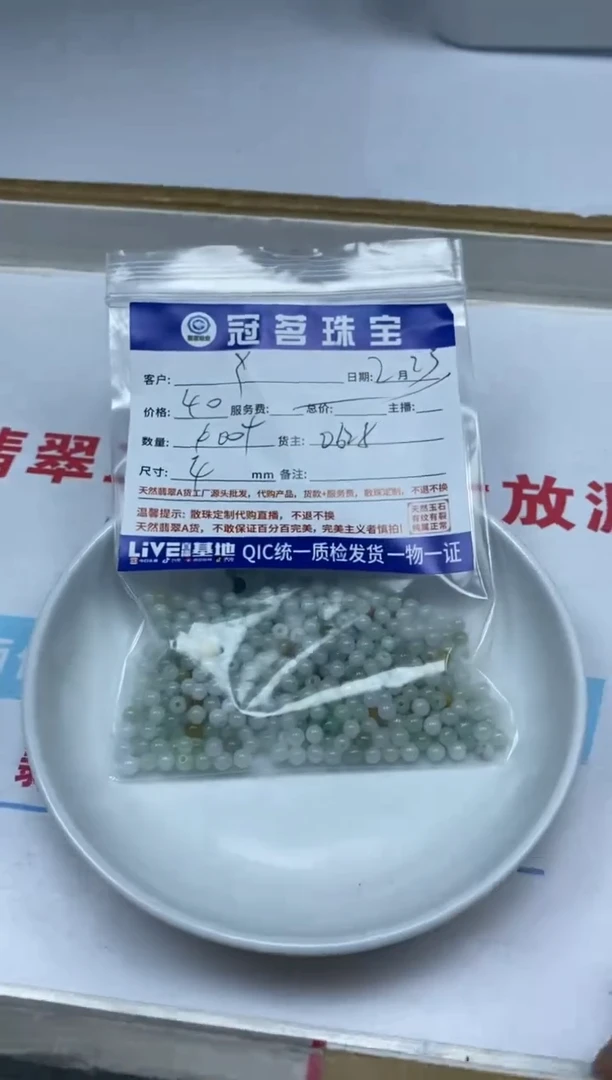 冠茗珠宝
客户: 日期:2月25
价格: 40 服务费: 总价: 主播:
数量: 货主: 0628
尺寸: 4 mm 备注:
天然翡翠A货工厂源头批发,代购产品,货款+服务费,散珠定制,不退不换
温馨提示:散珠定制代购直播,不退不换
天然翡翠A货,不敢保证百分百完美,完美主义者慎拍!
天然玉石
有纹有裂
纯属正常
LIVE 基地 QIC统一质检发货一物一证
翡翠
放源